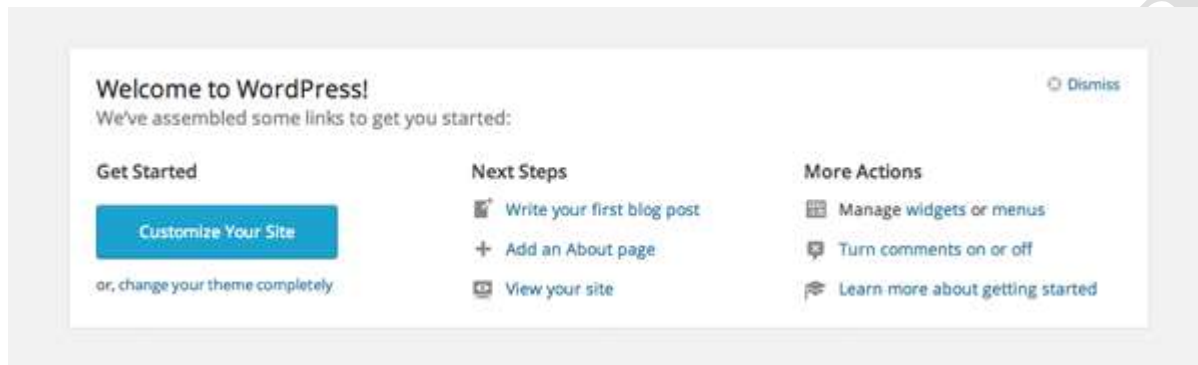 Welcome to WordPress!
Dismiss
We've assembled some links to get you started:
Get Started
Customize Your Site
or, change your theme completely
Next Steps
Write your first blog post
Add an About page
View your site
More Actions
Manage widgets or menus
Turn comments on or off
Learn more about getting started